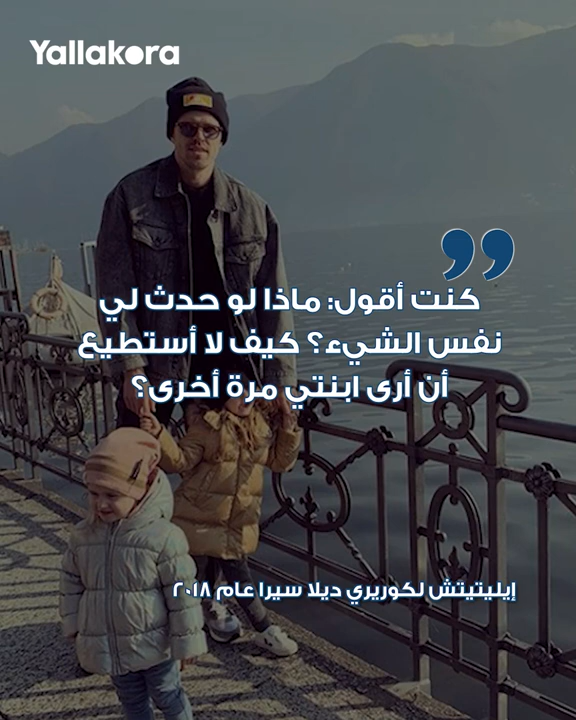 Yallakora
كنت أقول: ماذا لو حدث لي
نفس الشيء؟ كيف لا أستطيع
أن أرى ابنتي مرة أخرى؟
إيليتيتش لكوريري ديلا سيرا عام ٢٠١٨